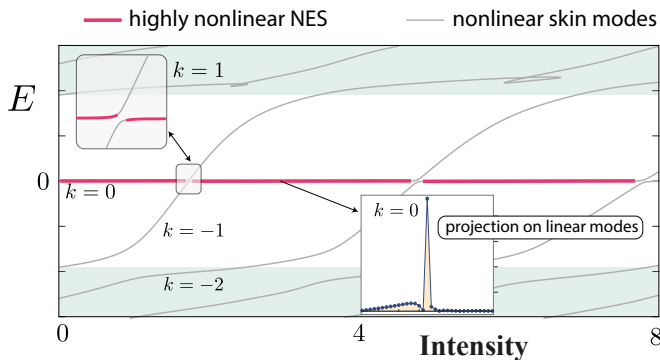 highly nonlinear NES
nonlinear skin modes
k = 1
E
0
k = 0
k = 0
projection on linear modes
k = −1
k = −2
0
4
8
Intensity